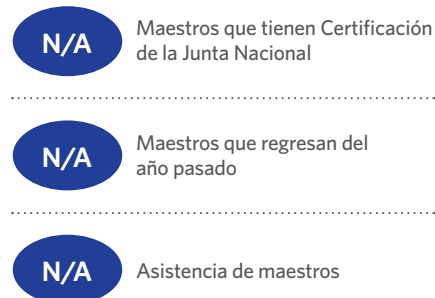 N/A
Maestros que tienen Certificación
de la Junta Nacional
N/A
Maestros que regresan del
año pasado
N/A
Asistencia de maestros